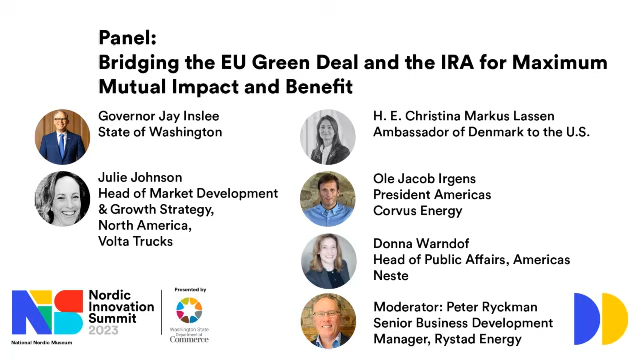 Panel:
Bridging the EU Green Deal and the IRA for Maximum
Mutual Impact and Benefit
Governor Jay Inslee
State of Washington
Julie Johnson
Head of Market Development
& Growth Strategy,
North America,
Volta Trucks
H. E. Christina Markus Lassen
Ambassador of Denmark to the U.S.
Ole Jacob Irgens
President Americas
Corvus Energy
Donna Warndof
Head of Public Affairs, Americas
Neste
Moderator: Peter Ryckman
Senior Business Development
Manager, Rystad Energy
NIS
Nordic
Innovation
Summit
2023
National Nordic Museum
Presented by
Washington State
Department of
Commerce